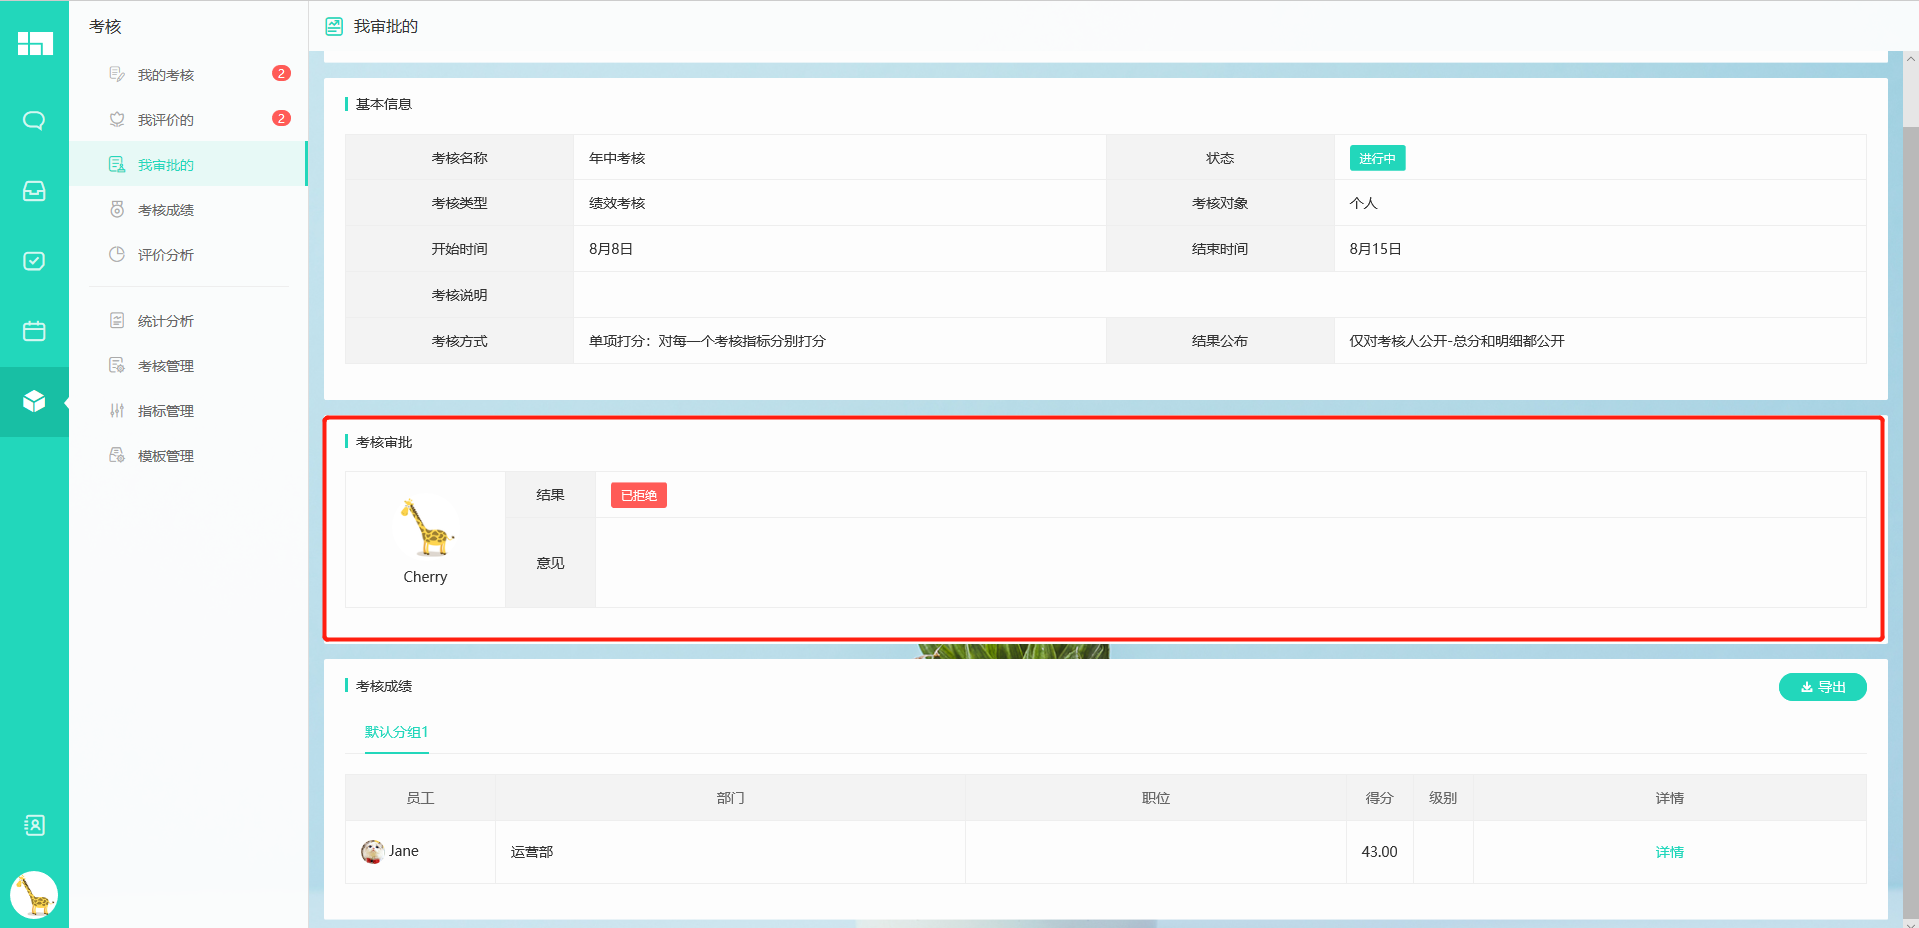 考核
我的考核 2
我评价的 2
我审批的
考核成绩
评价分析
统计分析
考核管理
指标管理
模板管理
我审批的
基本信息
考核名称 年中考核 状态 进行中
考核类型 绩效考核 考核对象 个人
开始时间 8月8日 结束时间 8月15日
考核说明
考核方式 单项打分：对每一个考核指标分别打分 结果公布 仅对考核人公开-总分和明细都公开
考核审批
结果 已拒绝
意见
Cherry
考核成绩 导出
默认分组1
员工 部门 职位 得分 级别 详情
Jane 运营部 43.00 详情